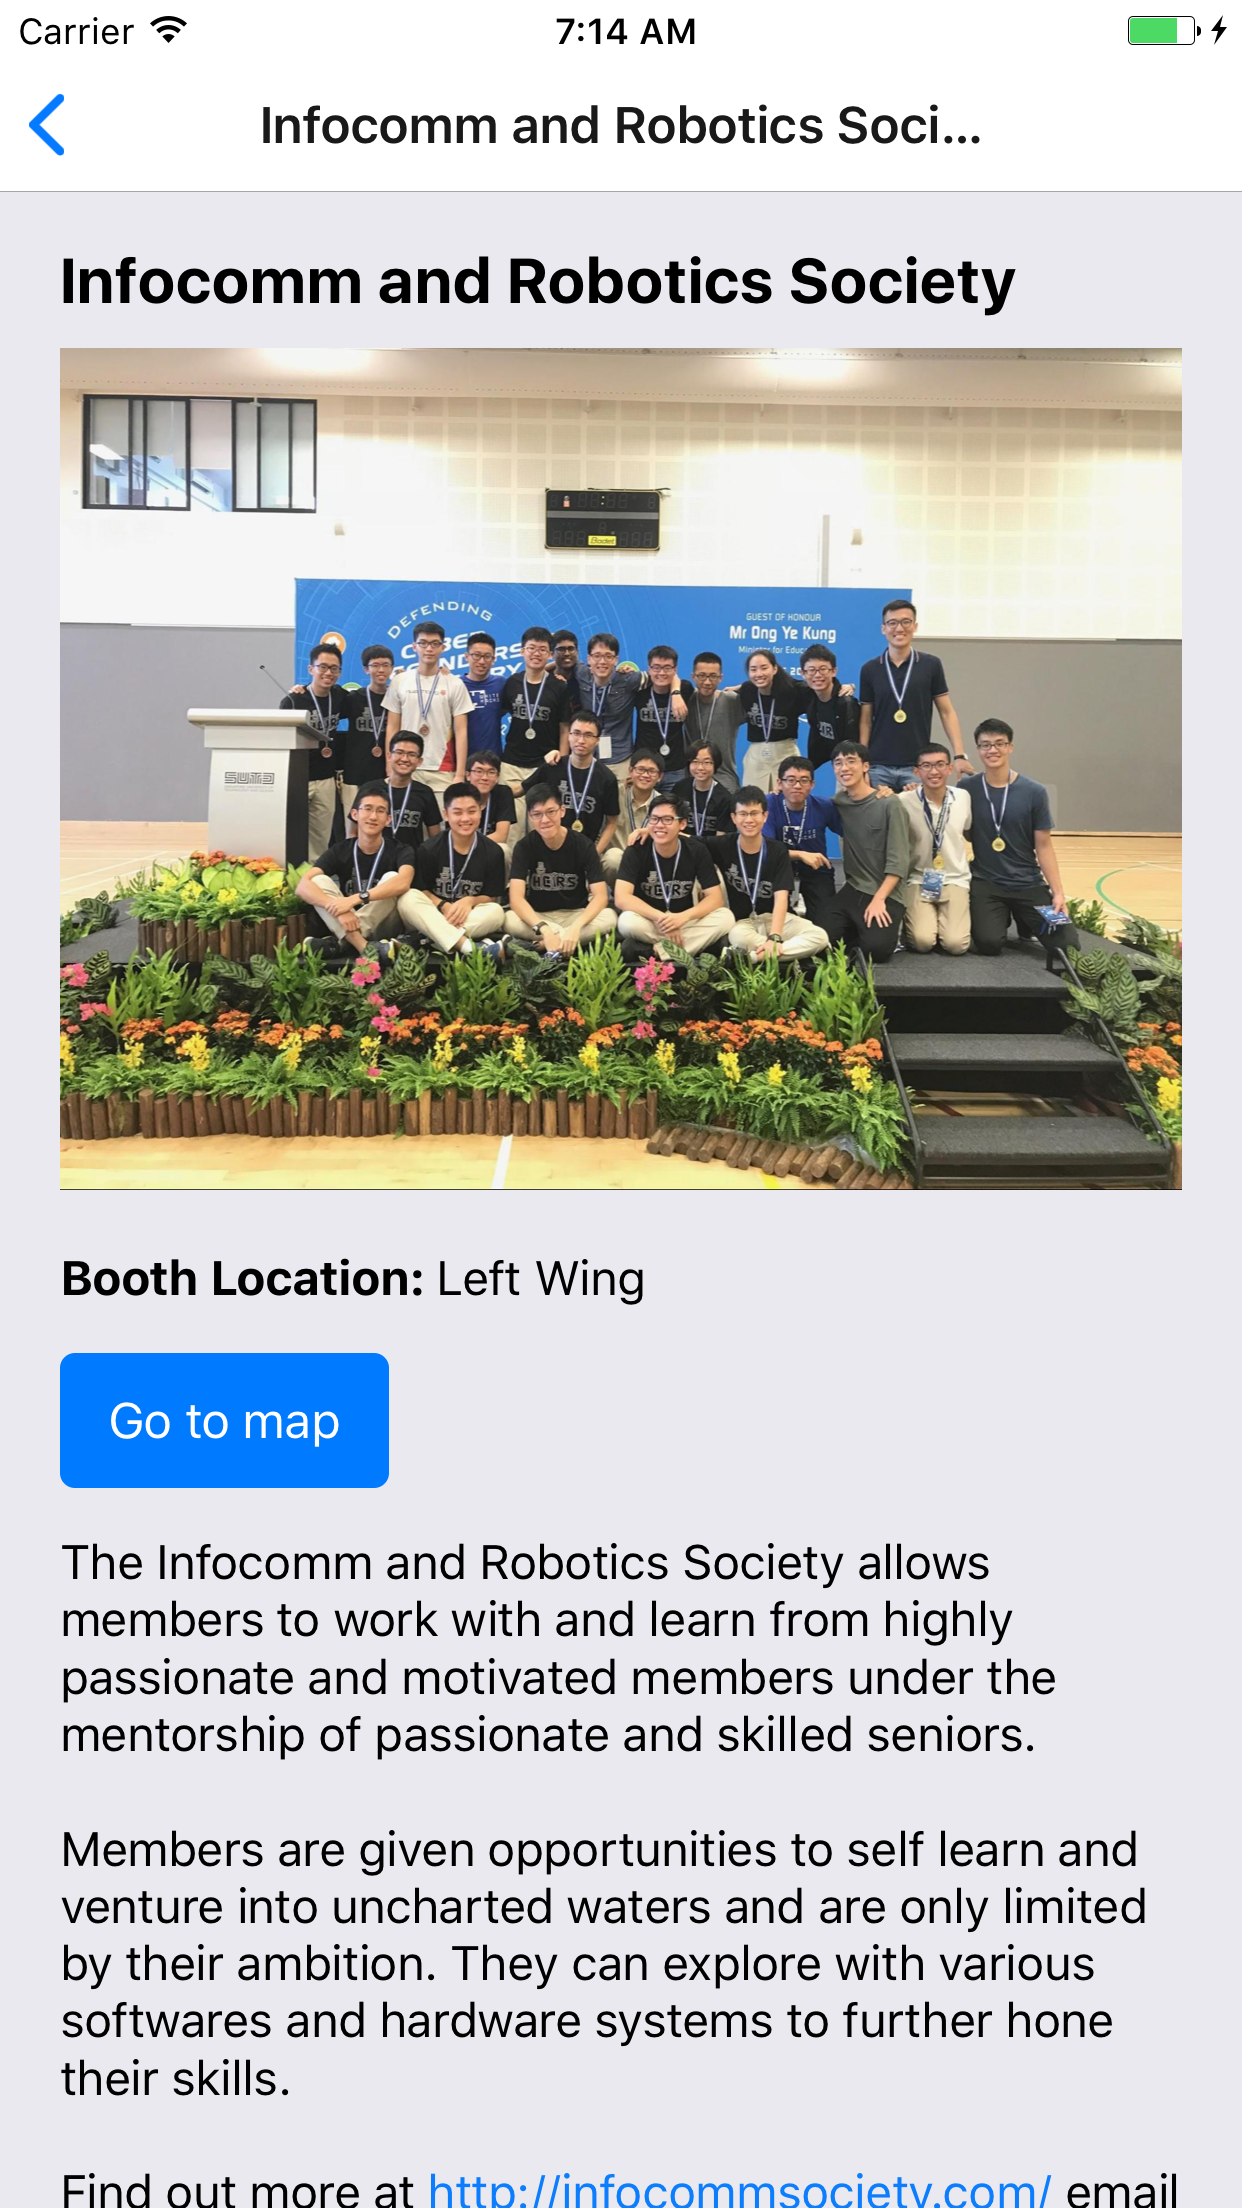 Carrier
7:14 AM
Infocomm and Robotics Soci...
Infocomm and Robotics Society
Bodet
DEFENDING
GUEST OF HONOUR
Mr Ong Ye Kung
Minister for Educ
SUTD
HCIRS
HCIRS
HCIRS
Booth Location: Left Wing
Go to map
The Infocomm and Robotics Society allows
members to work with and learn from highly
passionate and motivated members under the
mentorship of passionate and skilled seniors.
Members are given opportunities to self learn and
venture into uncharted waters and are only limited
by their ambition. They can explore with various
softwares and hardware systems to further hone
their skills.
Find out more at http://infocommsociety.com/ email